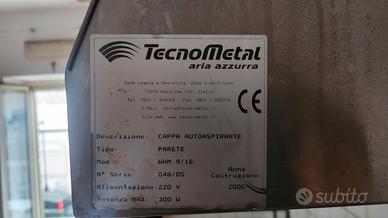 TECNOMETAL
aria azzurra
Sede Legale e Operativa: Zona Industriale
CE
Descrizione: CAPPA AUTOASPIRANTE
Tipo: PARETE
Mod: WHM 9/16
N° Serie: 048/05
Anno Costruzione: 2005
Alimentazione: 220 V
Potenza MAX: 300 W
subito